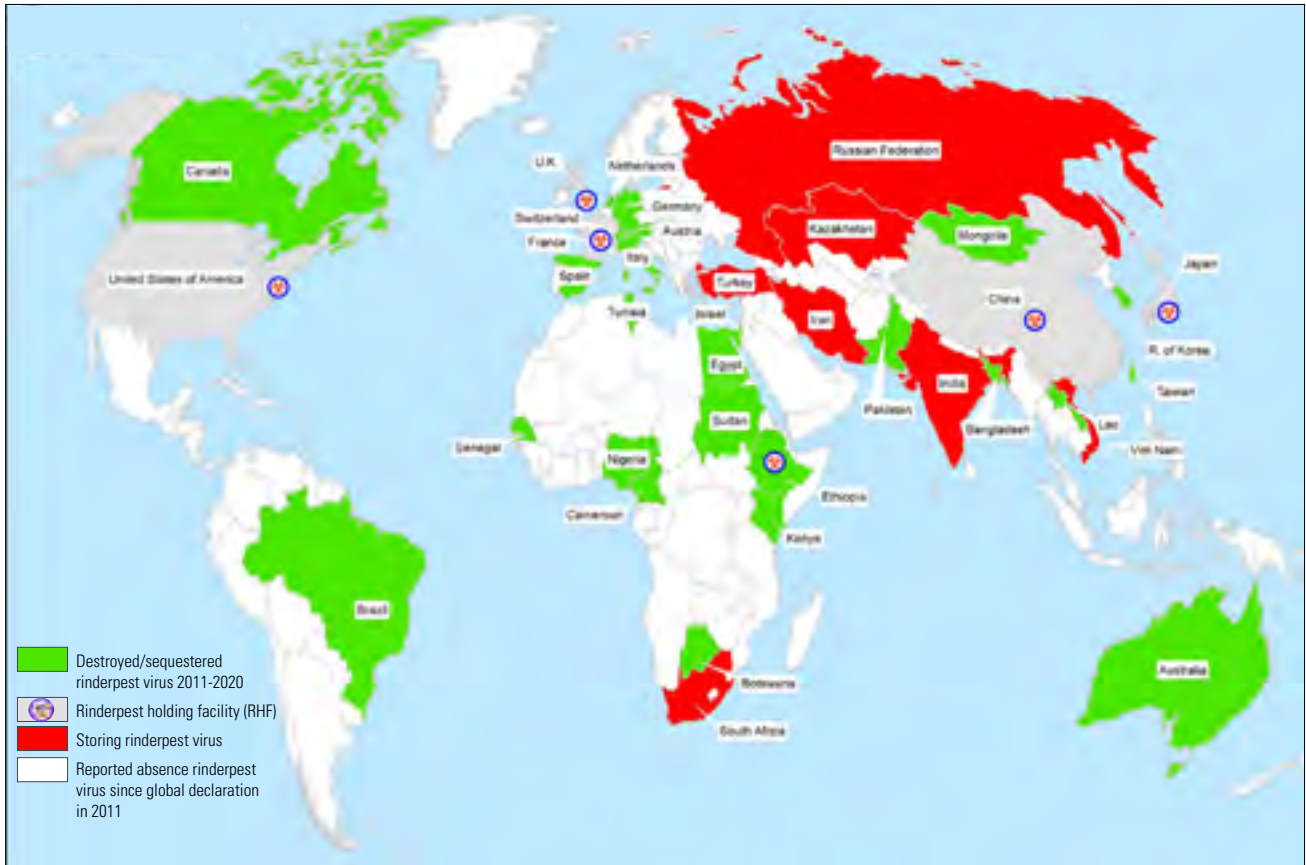 Canada
United States of America
U.K.
Netherlands
Germany
Switzerland
Austria
France
Italy
Spain
Tunisia
Russian Federation
Kazakhstan
Mongolia
Turkey
Iran
China
Japan
R. of Korea
Taiwan
Israel
Egypt
Sudan
Pakistan
India
Bangladesh
Lao
Viet Nam
Senegal
Nigeria
Cameroon
Ethiopia
Kenya
Brazil
Botswana
South Africa
Australia
Destroyed/sequestered
rinderpest virus 2011-2020
Rinderpest holding facility (RHF)
Storing rinderpest virus
Reported absence rinderpest
virus since global declaration
in 2011